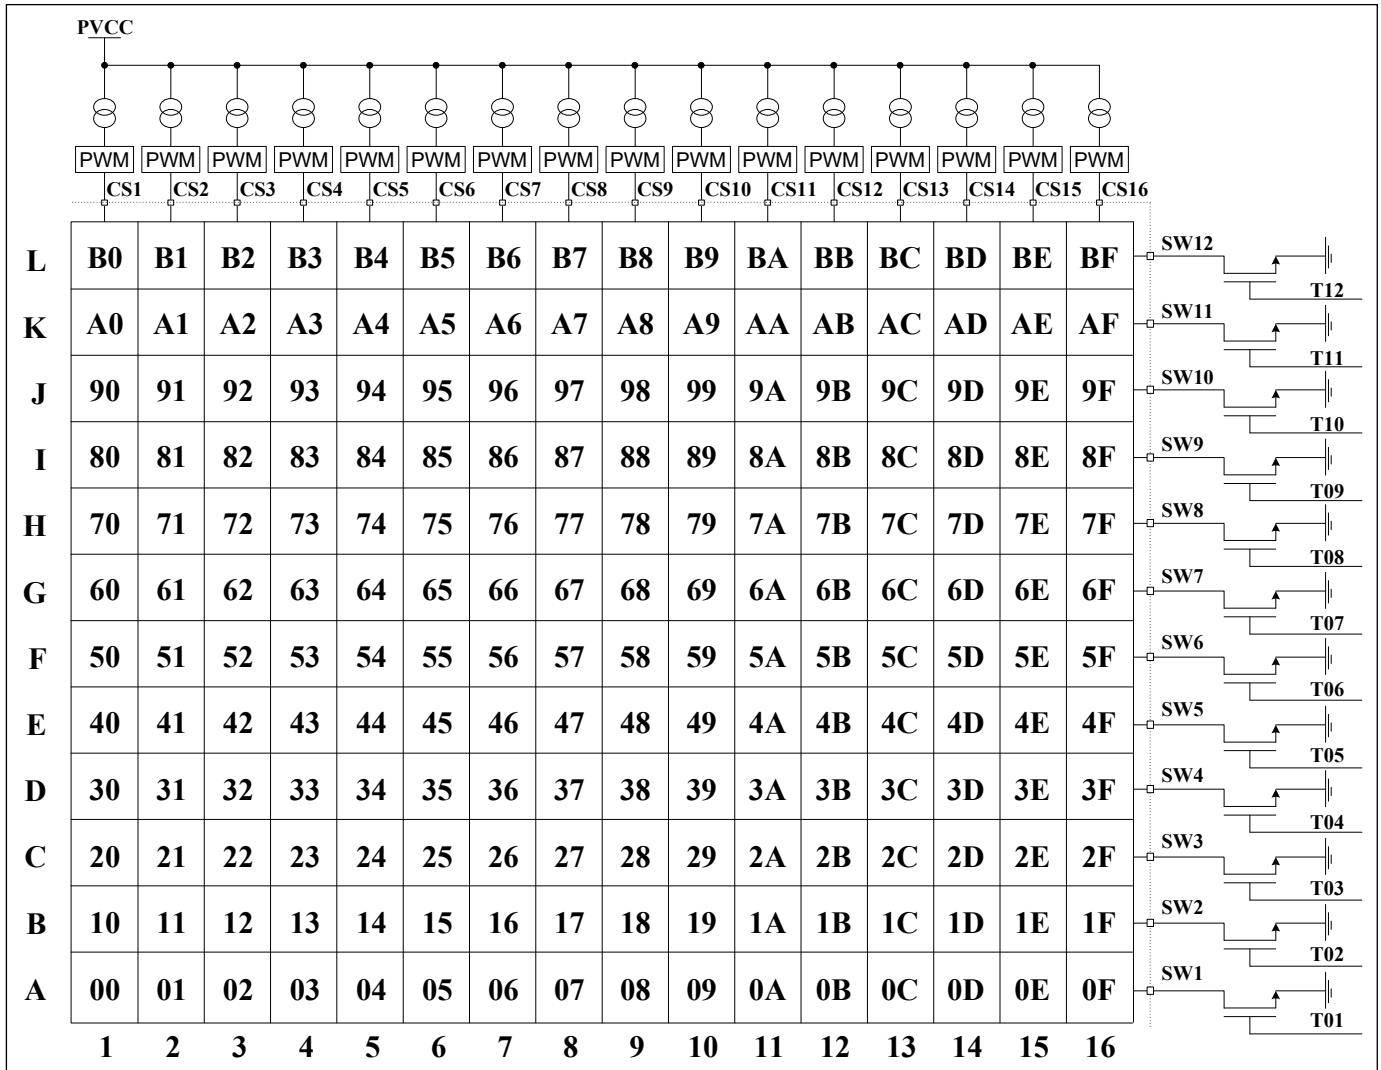 PVCC
PWM PWM PWM PWM PWM PWM PWM PWM PWM PWM PWM PWM PWM PWM PWM PWM
CS1 CS2 CS3 CS4 CS5 CS6 CS7 CS8 CS9 CS10 CS11 CS12 CS13 CS14 CS15 CS16
L B0 B1 B2 B3 B4 B5 B6 B7 B8 B9 BA BB BC BD BE BF SW12
T12
K A0 A1 A2 A3 A4 A5 A6 A7 A8 A9 AA AB AC AD AE AF SW11
T11
J 90 91 92 93 94 95 96 97 98 99 9A 9B 9C 9D 9E 9F SW10
T10
I 80 81 82 83 84 85 86 87 88 89 8A 8B 8C 8D 8E 8F SW9
T09
H 70 71 72 73 74 75 76 77 78 79 7A 7B 7C 7D 7E 7F SW8
T08
G 60 61 62 63 64 65 66 67 68 69 6A 6B 6C 6D 6E 6F SW7
T07
F 50 51 52 53 54 55 56 57 58 59 5A 5B 5C 5D 5E 5F SW6
T06
E 40 41 42 43 44 45 46 47 48 49 4A 4B 4C 4D 4E 4F SW5
T05
D 30 31 32 33 34 35 36 37 38 39 3A 3B 3C 3D 3E 3F SW4
T04
C 20 21 22 23 24 25 26 27 28 29 2A 2B 2C 2D 2E 2F SW3
T03
B 10 11 12 13 14 15 16 17 18 19 1A 1B 1C 1D 1E 1F SW2
T02
A 00 01 02 03 04 05 06 07 08 09 0A 0B 0C 0D 0E 0F SW1
T01
1 2 3 4 5 6 7 8 9 10 11 12 13 14 15 16